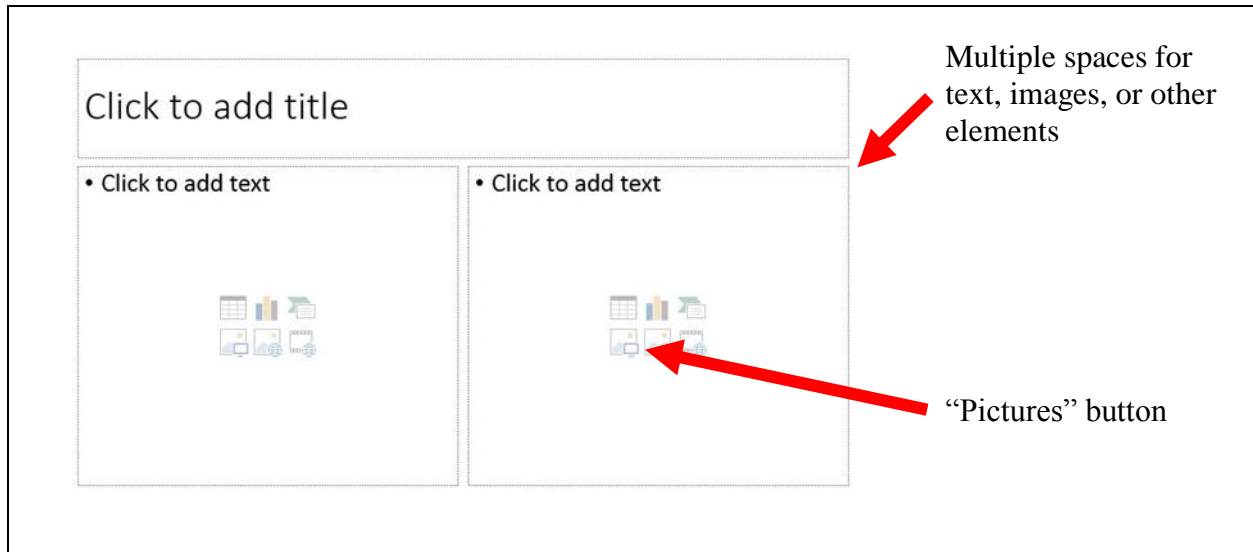 Click to add title
• Click to add text
• Click to add text
Multiple spaces for
text, images, or other
elements
“Pictures” button